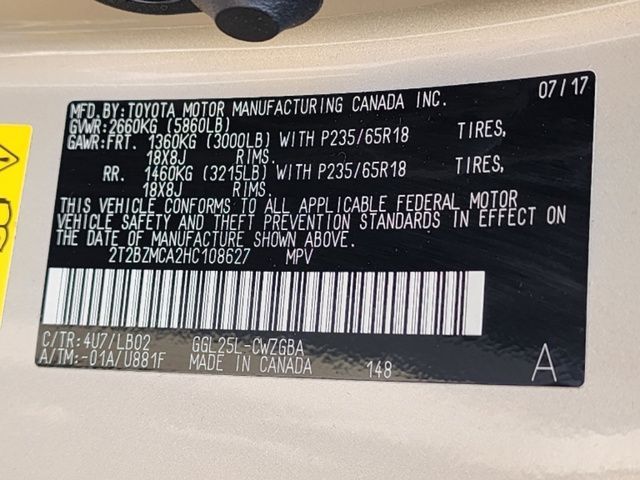 MFD.BY:TOYOTA MOTOR MANUFACTURING CANADA INC. 07/17
GVWR:2660KG (5860LB)
GAWR:FRT. 1360KG (3000LB) WITH P235/65R18 TIRES,
18X8J RIMS.
RR. 1460KG (3215LB) WITH P235/65R18 TIRES,
18X8J RIMS.
THIS VEHICLE CONFORMS TO ALL APPLICABLE FEDERAL MOTOR
VEHICLE SAFETY AND THEFT PREVENTION STANDARDS IN EFFECT ON
THE DATE OF MANUFACTURE SHOWN ABOVE.
2T2BZMCA2HC108627 MPV
C/TR:4U7/LB02 GGL25L-CWZGBA
A/TM:-01A/U881F MADE IN CANADA 148 A